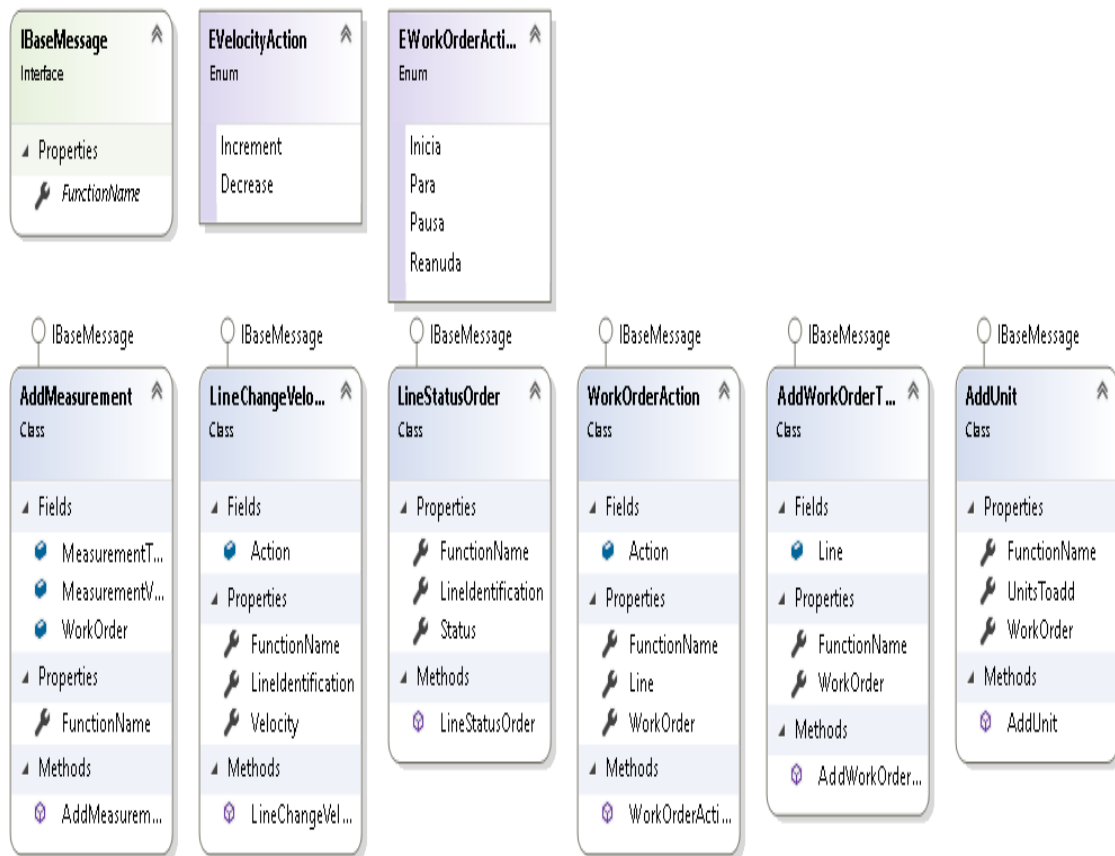 IBaseMessage
Interface
Properties
FunctionName
EVelocityAction
Enum
Increment
Decrease
EWorkOrderActi...
Enum
Inicia
Para
Pausa
Reanuda
IBaseMessage
AddMeasurement
Class
Fields
MeasurementT...
MeasurementV...
WorkOrder
Properties
FunctionName
Methods
AddMeasurem...
IBaseMessage
LineChangeVelo...
Class
Fields
Action
Properties
FunctionName
LineIdentification
Velocity
Methods
LineChangeVel...
IBaseMessage
LineStatusOrder
Class
Properties
FunctionName
LineIdentification
Status
Methods
LineStatusOrder
IBaseMessage
WorkOrderAction
Class
Fields
Action
Properties
FunctionName
Line
WorkOrder
Methods
WorkOrderActi...
IBaseMessage
AddWorkOrderT...
Class
Fields
Line
Properties
FunctionName
WorkOrder
Methods
AddWorkOrder...
IBaseMessage
AddUnit
Class
Properties
FunctionName
UnitsToadd
WorkOrder
Methods
AddUnit